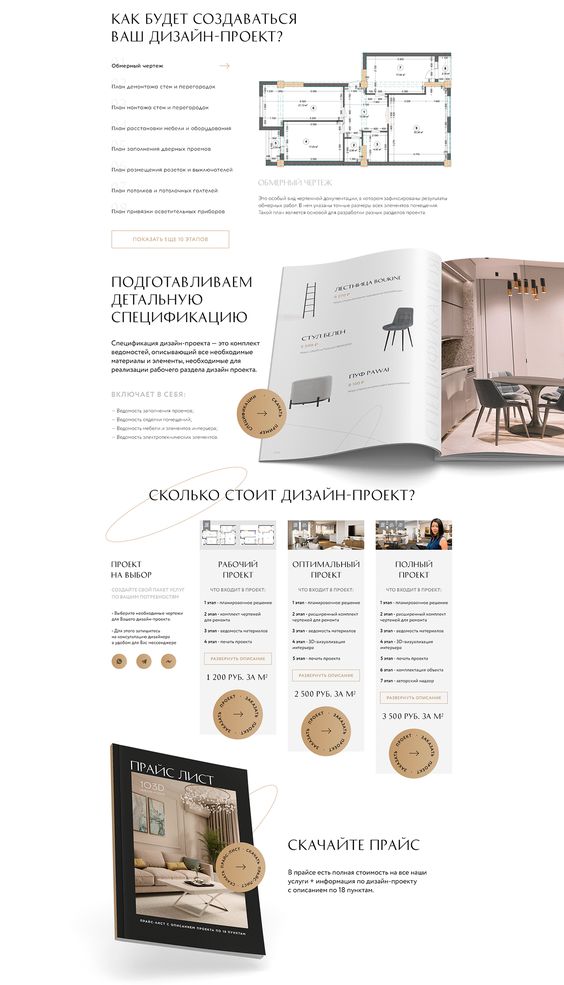 КАК БУДЕТ СОЗДАВАТЬСЯ
ВАШ ДИЗАЙН-ПРОЕКТ?
Обмерный чертеж
План демонтажа стен и перегородок
План монтажа стен и перегородок
План расстановки мебели и оборудования
План заполнения дверных проемов
План размещения розеток и выключателей
План потолков и потолочных галтелей
План привязки осветительных приборов
ПОКАЗАТЬ ЕЩЕ 10 ЭТАПОВ
ОБМЕРНЫЙ ЧЕРТЕЖ
Это особый вид чертежной документации, в котором зафиксированы результаты
обмерных работ. В нем указаны точные размеры всех элементов помещения.
Такой план является основой для разработки разных разделов проекта.
ПОДГОТАВЛИВАЕМ
ДЕТАЛЬНУЮ
СПЕЦИФИКАЦИЮ
Спецификация дизайн-проекта — это комплект
ведомостей, описывающий все необходимые
материалы и элементы, необходимые для
реализации рабочего раздела дизайн проекта.
ВКЛЮЧАЕТ В СЕБЯ:
— Ведомость заполнения проемов;
— Ведомость отделки помещений;
— Ведомость мебели и элементов интерьера;
— Ведомость электротехнических элементов.
ЛЕСТНИЦА BOUKINE
СТУЛ БЕЛЕН
ПУФ PAWAI
СКАЧАТЬ ПРИМЕР СПЕЦИФИКАЦИИ
СКОЛЬКО СТОИТ ДИЗАЙН-ПРОЕКТ?
ПРОЕКТ
НА ВЫБОР
СОЗДАЙТЕ СВОЙ ПАКЕТ УСЛУГ
ПО ВАШИМ ПОТРЕБНОСТЯМ
- Выберите необходимые чертежи
для Вашего дизайн-проекта.
- Для этого запишитесь
на консультацию дизайнера
в удобном для Вас мессенджере
РАБОЧИЙ
ПРОЕКТ
ЧТО ВХОДИТ В ПРОЕКТ:
1 этап - планировочное решение
2 этап - комплект чертежей
для ремонта
3 этап - ведомость материалов
4 этап - печать проекта
РАЗВЕРНУТЬ ОПИСАНИЕ
1 200 РУБ. ЗА М²
ЗАКАЗАТЬ ПРОЕКТ · ЗАКАЗАТЬ ПРОЕКТ
ОПТИМАЛЬНЫЙ
ПРОЕКТ
ЧТО ВХОДИТ В ПРОЕКТ:
1 этап - планировочное решение
2 этап - расширенный комплект
чертежей для ремонта
3 этап - ведомость материалов
4 этап - 3D-визуализация
интерьера
5 этап - печать проекта
РАЗВЕРНУТЬ ОПИСАНИЕ
2 500 РУБ. ЗА М²
ЗАКАЗАТЬ ПРОЕКТ · ЗАКАЗАТЬ ПРОЕКТ
ПОЛНЫЙ
ПРОЕКТ
ЧТО ВХОДИТ В ПРОЕКТ:
1 этап - планировочное решение
2 этап - расширенный комплект
чертежей для ремонта
3 этап - ведомость материалов
4 этап - 3D-визуализация
интерьера
5 этап - печать проекта
6 этап - комплектация объекта
7 этап - авторский надзор
РАЗВЕРНУТЬ ОПИСАНИЕ
3 500 РУБ. ЗА М²
ЗАКАЗАТЬ ПРОЕКТ · ЗАКАЗАТЬ ПРОЕКТ
ПРАЙС ЛИСТ
103D
СКАЧАТЬ ПРАЙС-ЛИСТ · СКАЧАТЬ ПРАЙС-ЛИСТ
ПРАЙС-ЛИСТ С ОПИСАНИЕМ ПРОЕКТА ПО 18 ПУНКТАМ
СКАЧАЙТЕ ПРАЙС
В прайсе есть полная стоимость на все наши
услуги + информация по дизайн-проекту
с описанием по 18 пунктам.